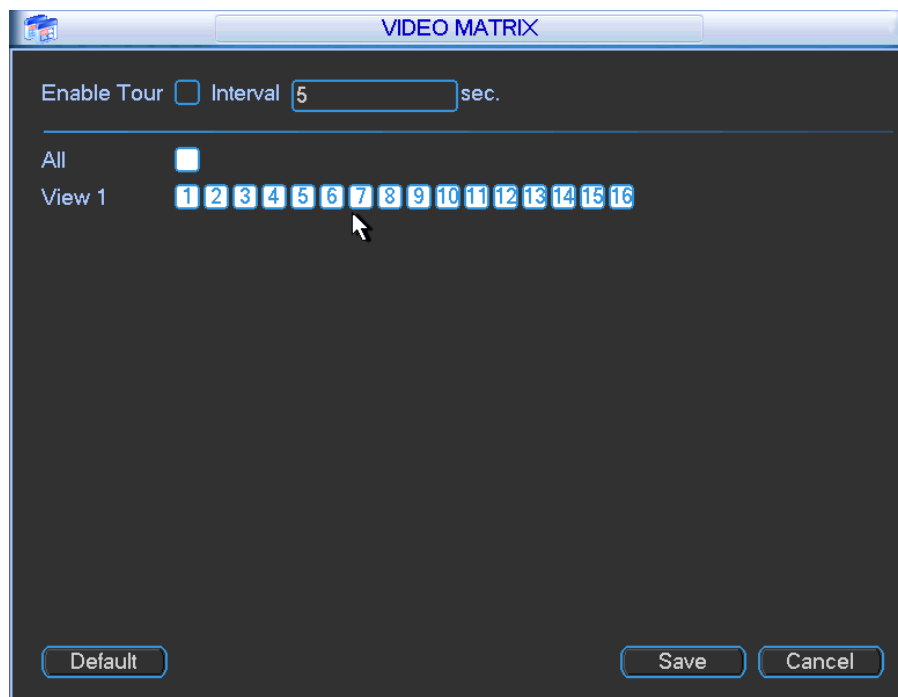 VIDEO MATRIX
Enable Tour Interval 5 sec.
All
View 1 1 2 3 4 5 6 7 8 9 10 11 12 13 14 15 16
Default Save Cancel